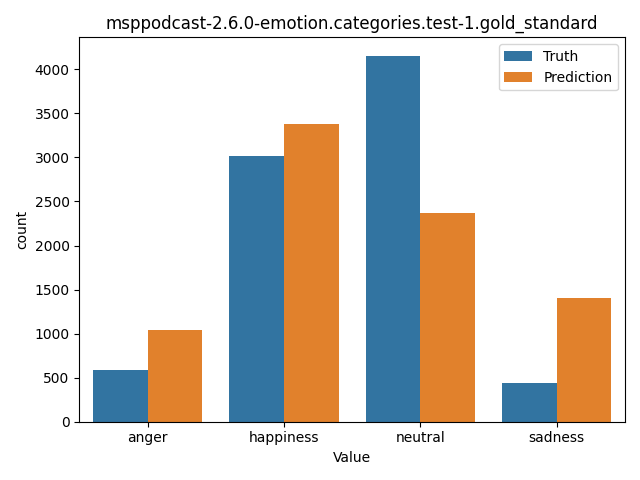 msppodcast-2.6.0-emotion.categories.test-1.gold_standard
Truth
Prediction
4000
3500
3000
2500
2000
1500
1000
500
0
count
anger happiness neutral sadness
Value